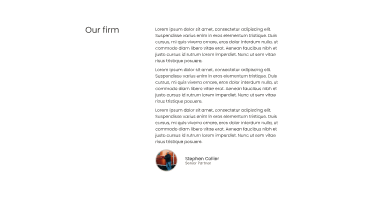 Our firm
Lorem ipsum dolor sit amet, consectetur adipiscing elit.
Suspendisse varius enim in eros elementum tristique. Duis
cursus, mi quis viverra ornare, eros dolor interdum nulla, ut
commodo diam libero vitae erat. Aenean faucibus nibh et
justo cursus id rutrum lorem imperdiet. Nunc ut sem vitae
risus tristique posuere.
Lorem ipsum dolor sit amet, consectetur adipiscing elit.
Suspendisse varius enim in eros elementum tristique. Duis
cursus, mi quis viverra ornare, eros dolor interdum nulla, ut
commodo diam libero vitae erat. Aenean faucibus nibh et
justo cursus id rutrum lorem imperdiet. Nunc ut sem vitae
risus tristique posuere.
Lorem ipsum dolor sit amet, consectetur adipiscing elit.
Suspendisse varius enim in eros elementum tristique. Duis
cursus, mi quis viverra ornare, eros dolor interdum nulla, ut
commodo diam libero vitae erat. Aenean faucibus nibh et
justo cursus id rutrum lorem imperdiet. Nunc ut sem vitae
risus tristique posuere.
Stephen Collier
Senior Partner